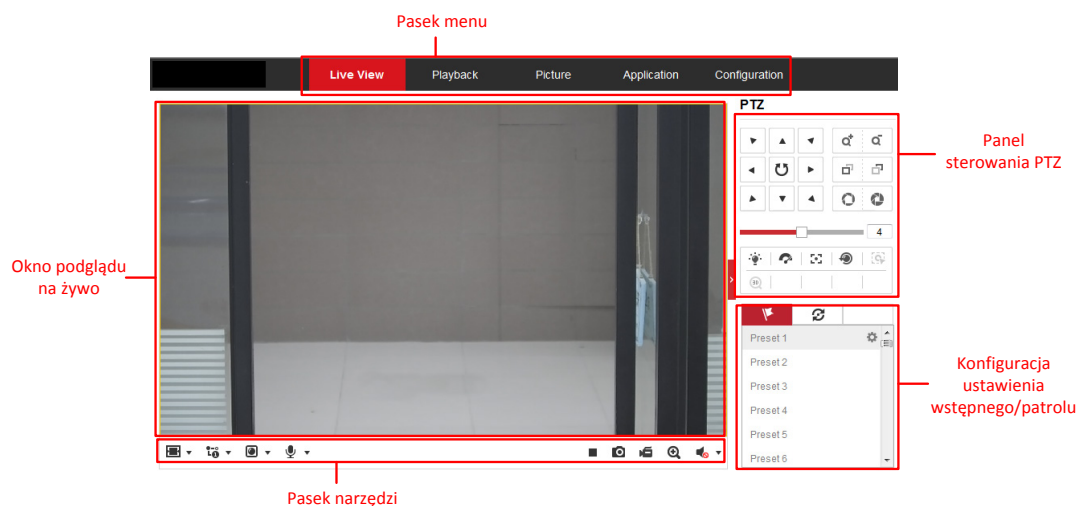 Pasek menu
Live View Playback Picture Application Configuration
PTZ
Panel
sterowania PTZ
4
Okno podglądu
na żywo
Preset 1
Preset 2
Preset 3
Preset 4
Preset 5
Preset 6
Konfiguracja
ustawienia
wstępnego/patrolu
Pasek narzędzi